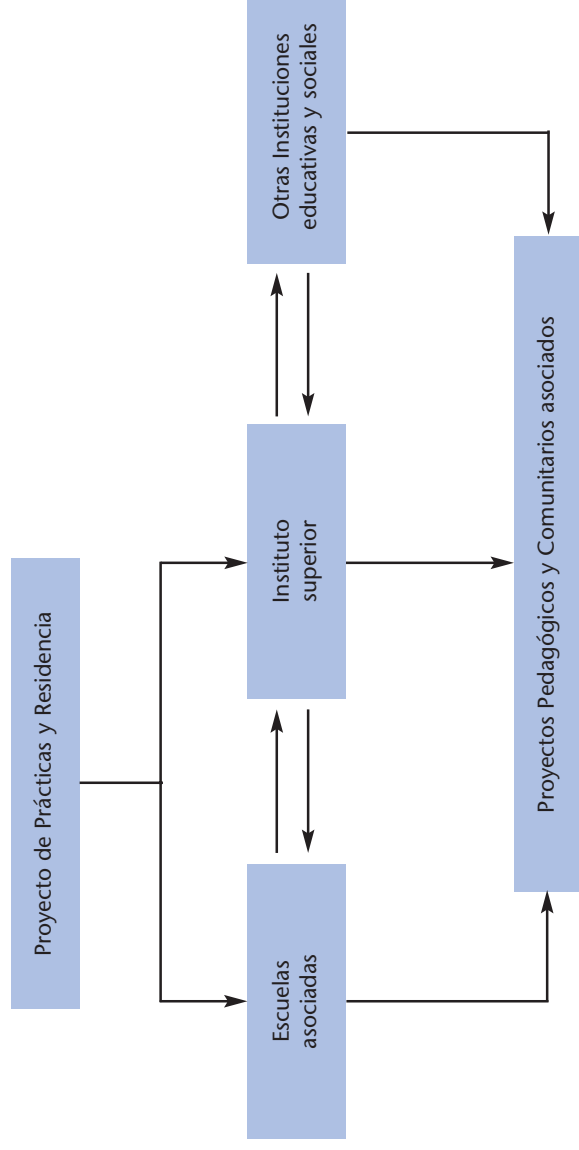 Proyecto de Prácticas y Residencia
Escuelas
asociadas
Instituto
superior
Otras Instituciones
educativas y sociales
Proyectos Pedagógicos y Comunitarios asociados